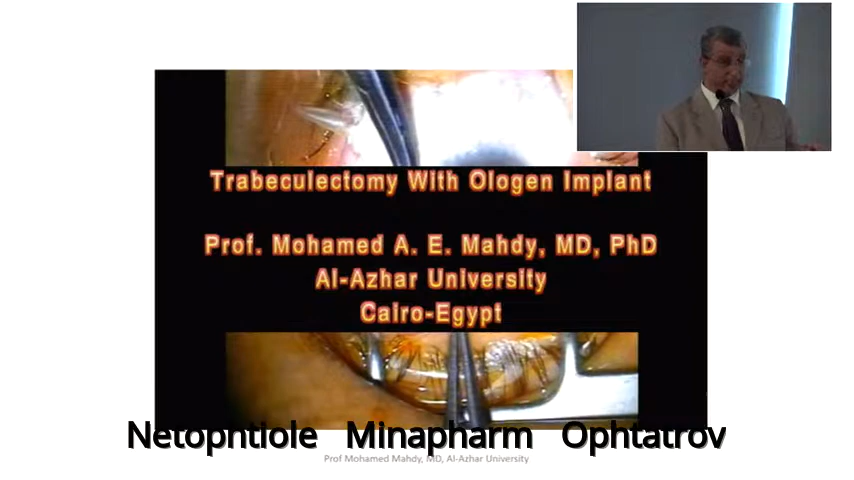 Trabeculectomy With Ologen Implant
Prof. Mohamed A. E. Mahdy, MD, PhD
Al-Azhar University
Cairo-Egypt
Netopntiole Minapharm Ophtatrov
Prof Mohamed Mahdy, MD, Al-Azhar University